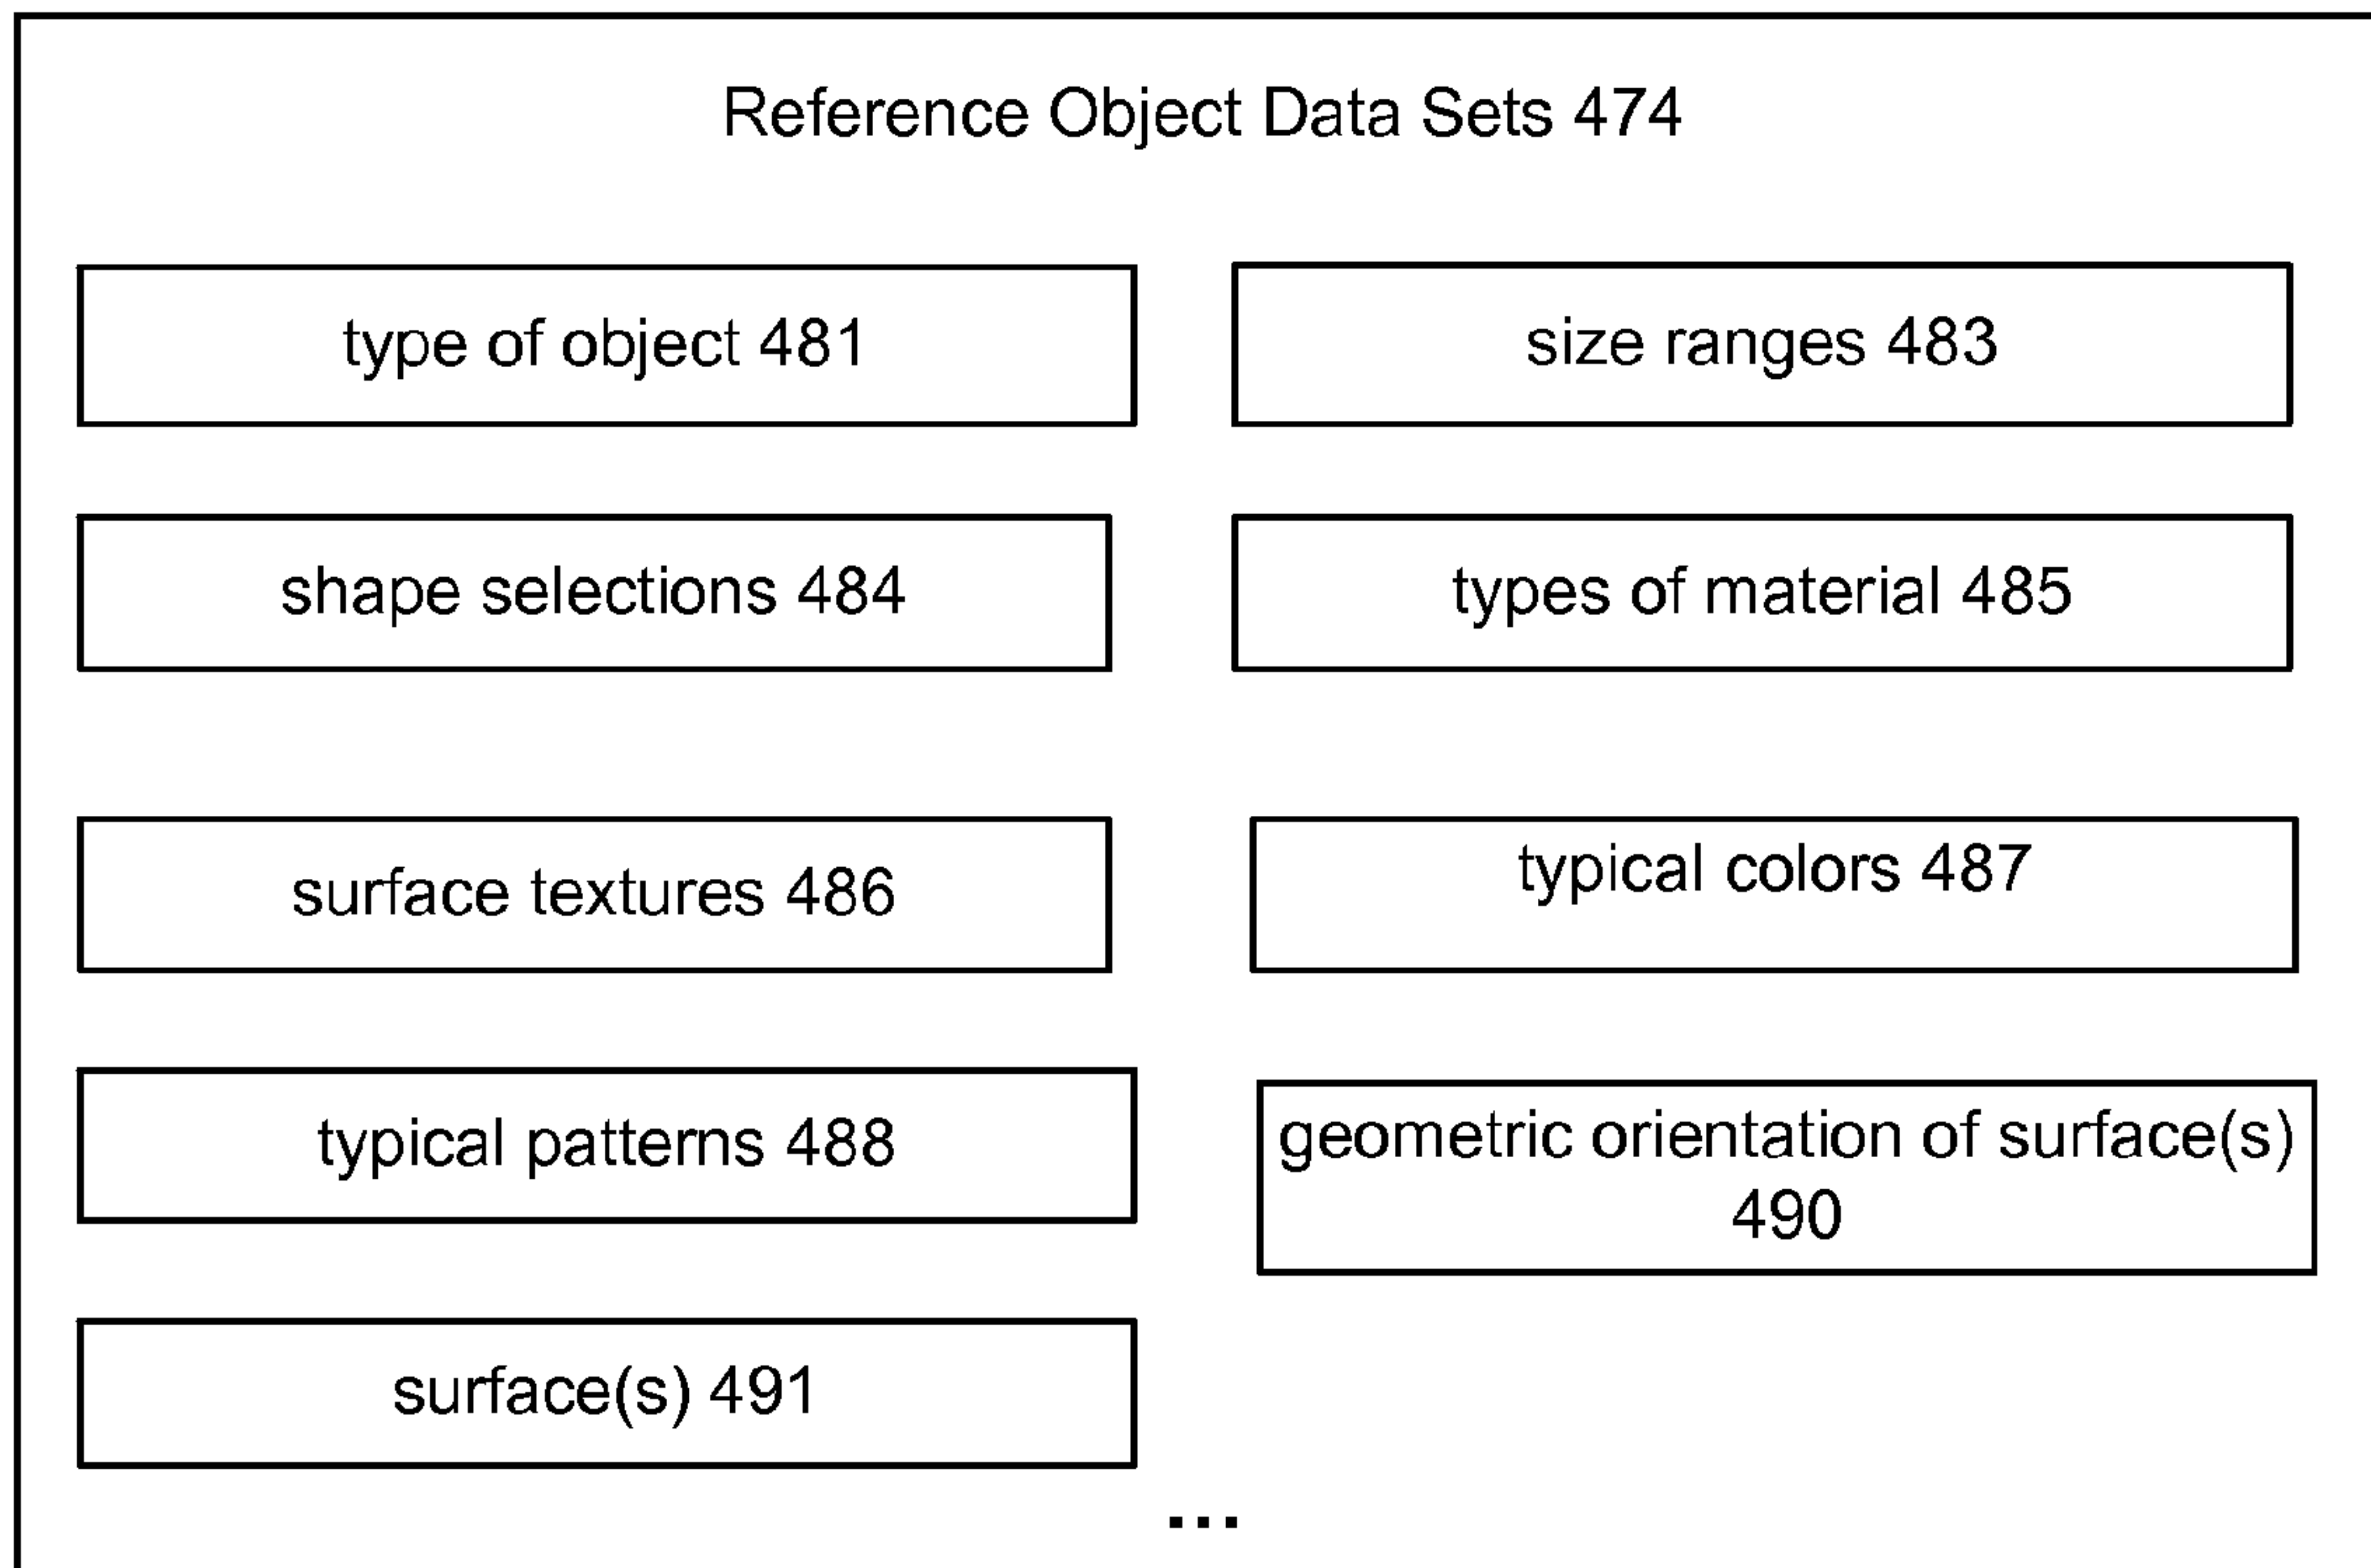 Reference Object Data Sets 474
type of object 481
size ranges 483
shape selections 484
types of material 485
surface textures 486
typical colors 487
typical patterns 488
geometric orientation of surface(s)
490
surface(s) 491
...